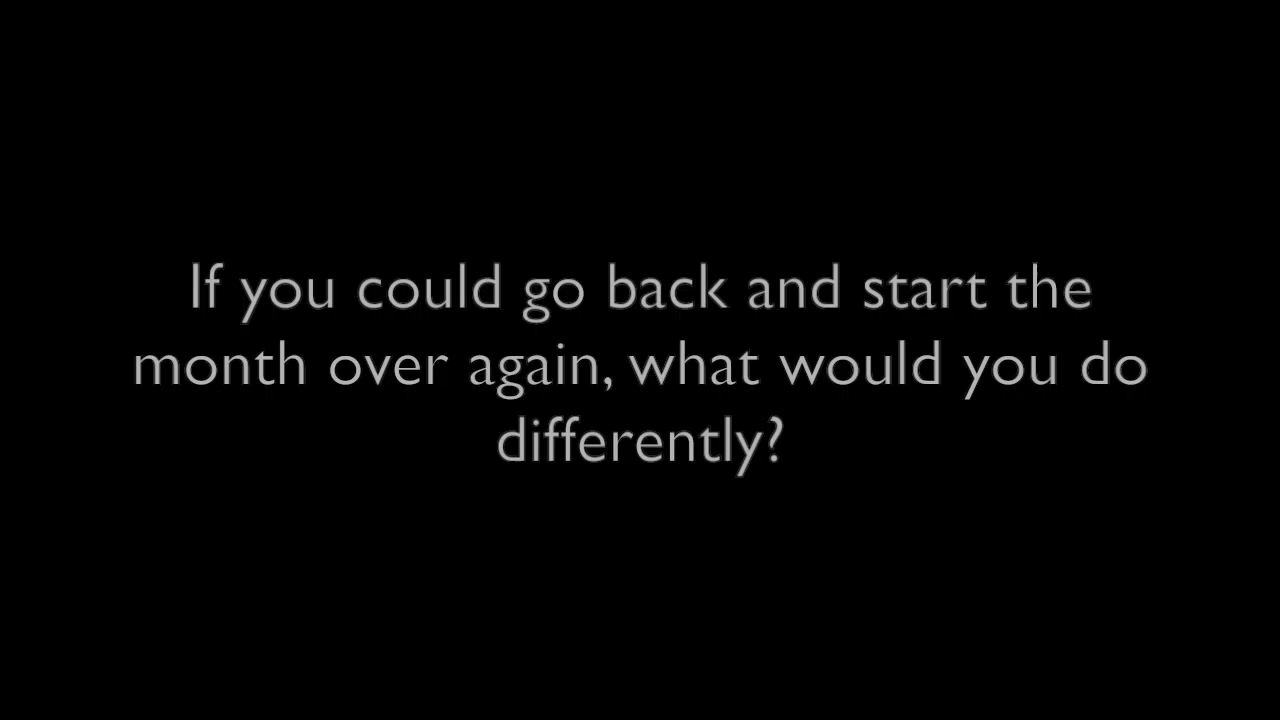 If you could go back and start the
month over again, what would you do
differently?